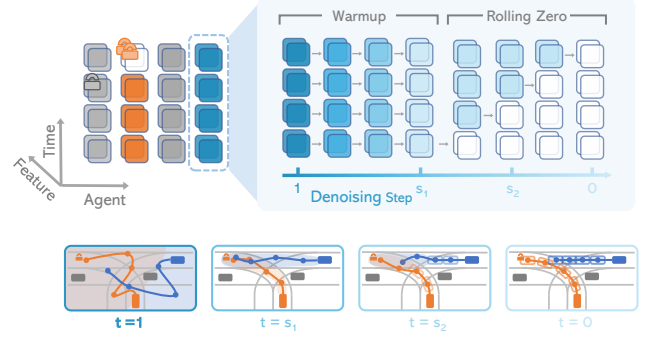 Warmup
Rolling Zero
Time
Feature
Agent
1
s₁
s₂
0
Denoising Step
t =1
t = s₁
t = s₂
t = 0